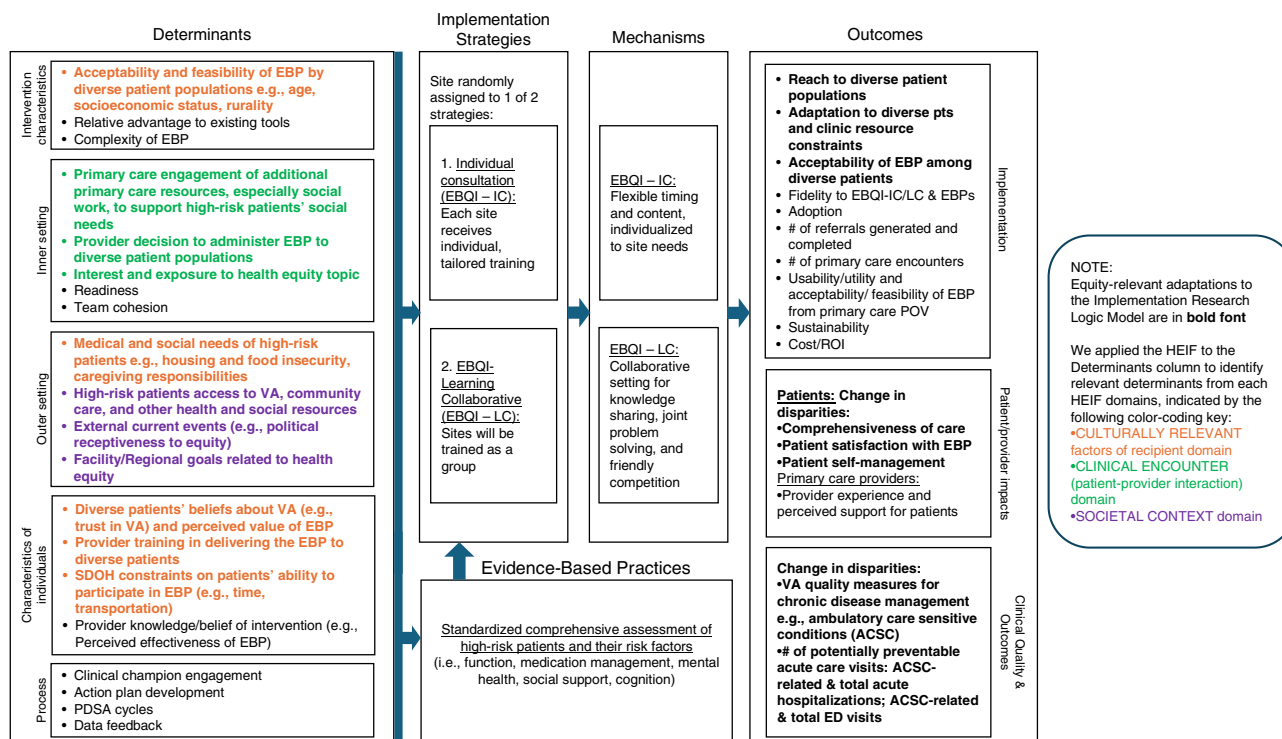 Determinants
Intervention
characteristics
• Acceptability and feasibility of EBP by
diverse patient populations e.g., age,
socioeconomic status, rurality
• Relative advantage to existing tools
• Complexity of EBP
Inner setting
• Primary care engagement of additional
primary care resources, especially social
work, to support high-risk patients' social
needs
• Provider decision to administer EBP to
diverse patient populations
• Interest and exposure to health equity topic
• Readiness
• Team cohesion
Outer setting
• Medical and social needs of high-risk
patients e.g., housing and food insecurity,
caregiving responsibilities
• High-risk patients access to VA, community
care, and other health and social resources
• External current events (e.g., political
receptiveness to equity)
• Facility/Regional goals related to health
equity
Characteristics of
individuals
• Diverse patients' beliefs about VA (e.g.,
trust in VA) and perceived value of EBP
• Provider training in delivering the EBP to
diverse patients
• SDOH constraints on patients' ability to
participate in EBP (e.g., time,
transportation)
• Provider knowledge/belief of intervention (e.g.,
Perceived effectiveness of EBP)
Process
• Clinical champion engagement
• Action plan development
• PDSA cycles
• Data feedback
Implementation
Strategies
Site randomly
assigned to 1 of 2
strategies:
1. Individual
consultation
(EBQI – IC):
Each site
receives
individual,
tailored training
2. EBQI-
Learning
Collaborative
(EBQI – LC):
Sites will be
trained as a
group
Mechanisms
EBQI – IC:
Flexible timing
and content,
individualized
to site needs
EBQI – LC:
Collaborative
setting for
knowledge
sharing, joint
problem
solving, and
friendly
competition
Evidence-Based Practices
Standardized comprehensive assessment of
high-risk patients and their risk factors
(i.e., function, medication management, mental
health, social support, cognition)
Outcomes
• Reach to diverse patient
populations
• Adaptation to diverse pts
and clinic resource
constraints
• Acceptability of EBP among
diverse patients
• Fidelity to EBQI-IC/LC & EBPs
• Adoption
• # of referrals generated and
completed
• # of primary care encounters
• Usability/utility and
acceptability/ feasibility of EBP
from primary care POV
• Sustainability
• Cost/ROI
Implementation
Patients: Change in
disparities:
•Comprehensiveness of care
•Patient satisfaction with EBP
•Patient self-management
Primary care providers:
•Provider experience and
perceived support for patients
Patient/provider
impacts
Change in disparities:
•VA quality measures for
chronic disease management
e.g., ambulatory care sensitive
conditions (ACSC)
•# of potentially preventable
acute care visits: ACSC-
related & total acute
hospitalizations; ACSC-related
& total ED visits
Clinical Quality &
Outcomes
NOTE:
Equity-relevant adaptations to
the Implementation Research
Logic Model are in bold font
We applied the HEIF to the
Determinants column to identify
relevant determinants from each
HEIF domains, indicated by the
following color-coding key:
•CULTURALLY RELEVANT
factors of recipient domain
•CLINICAL ENCOUNTER
(patient-provider interaction)
domain
•SOCIETAL CONTEXT domain